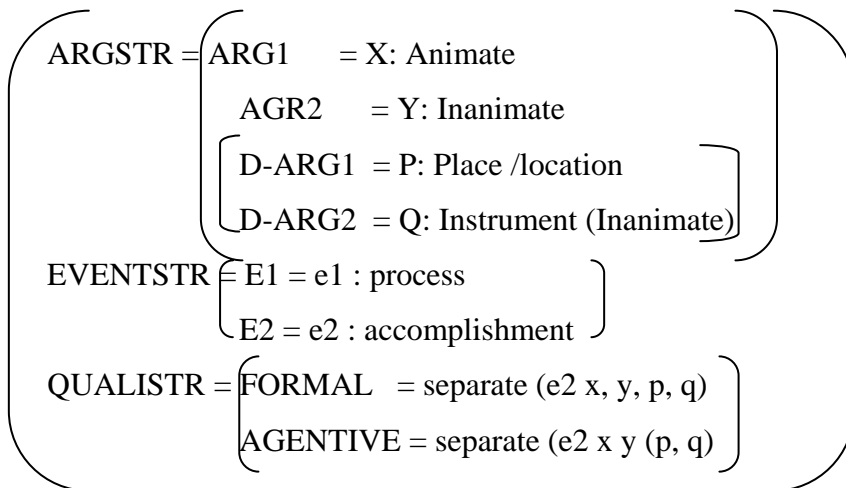 ARGSTR = ARG1 = X: Animate
AGR2 = Y: Inanimate
D-ARG1 = P: Place /location
D-ARG2 = Q: Instrument (Inanimate)
EVENTSTR = E1 = e1 : process
E2 = e2 : accomplishment
QUALISTR = FORMAL = separate (e2 x, y, p, q)
AGENTIVE = separate (e2 x y (p, q)